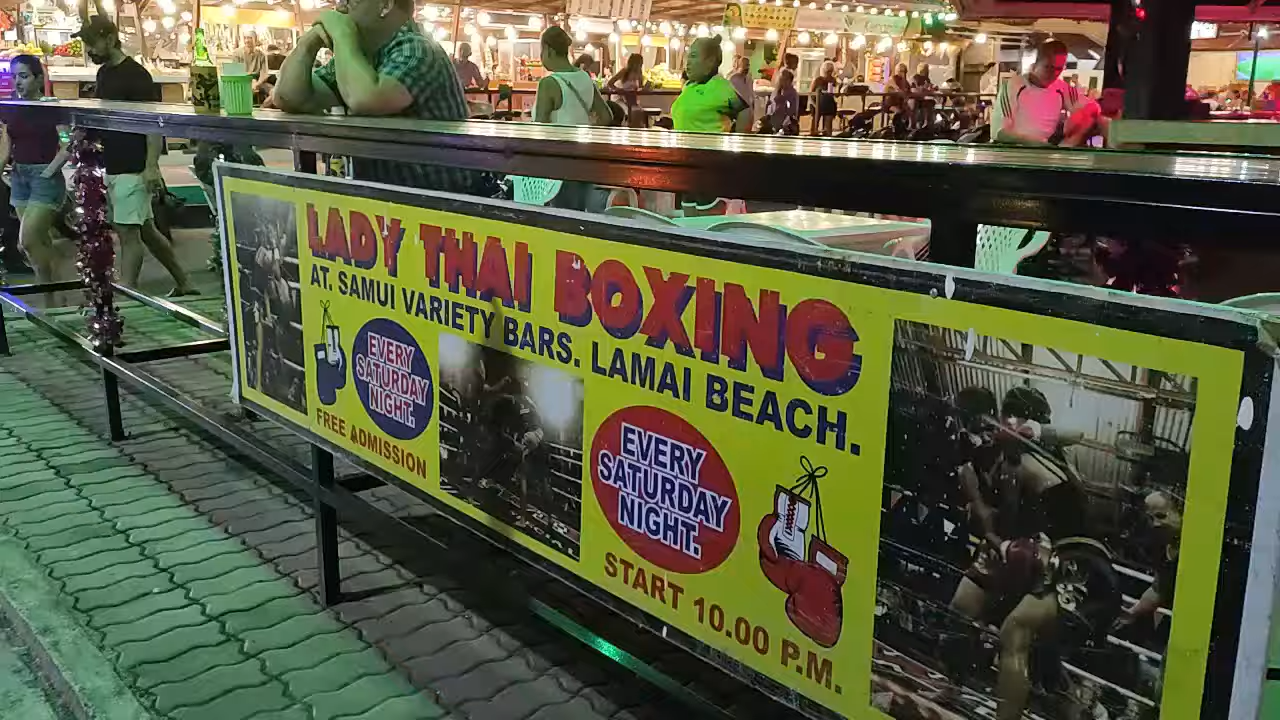 LADY THAI BOXING
AT. SAMUI VARIETY BARS. LAMAI BEACH.
EVERY
SATURDAY
NIGHT.
FREE ADMISSION
EVERY
SATURDAY
NIGHT.
START 10.00 P.M.